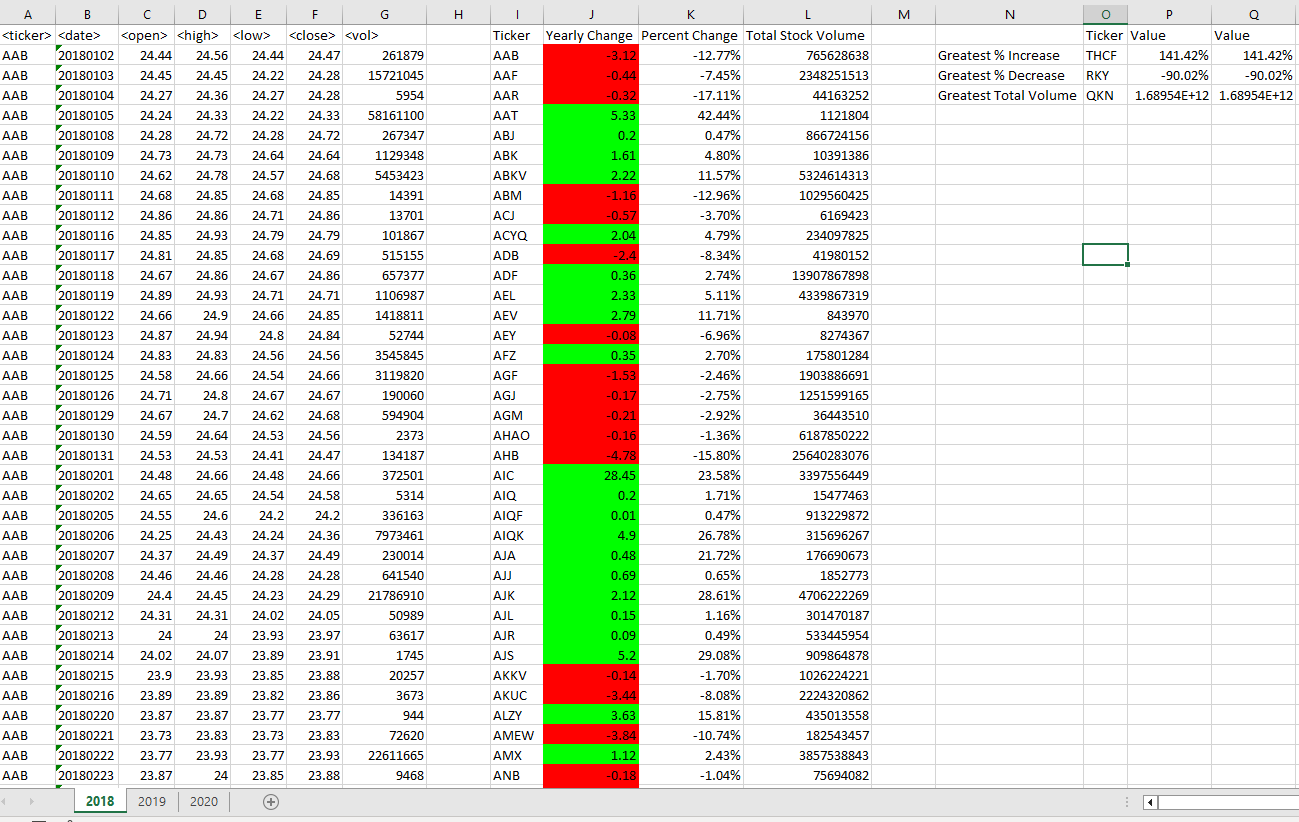 A B C D E F G H I J K L M N O P Q
<ticker> <date> <open> <high> <low> <close> <vol> Ticker Yearly Change Percent Change Total Stock Volume Ticker Value Value
AAB 20180102 24.44 24.56 24.44 24.47 261879 AAB -3.12 -12.77% 765628638 Greatest % Increase THCF 141.42% 141.42%
AAB 20180103 24.45 24.45 24.22 24.28 15721045 AAF -0.44 -7.45% 2348251513 Greatest % Decrease RKY -90.02% -90.02%
AAB 20180104 24.27 24.36 24.27 24.28 5954 AAR -0.32 -17.11% 44163252 Greatest Total Volume QKN 1.68954E+12 1.68954E+12
AAB 20180105 24.24 24.33 24.22 24.33 58161100 AAT 5.33 42.44% 1121804
AAB 20180108 24.28 24.72 24.28 24.72 267347 ABJ 0.2 0.47% 866724156
AAB 20180109 24.73 24.73 24.64 24.64 1129348 ABK 1.61 4.80% 10391386
AAB 20180110 24.62 24.78 24.57 24.68 5453423 ABKV 2.22 11.57% 5324614313
AAB 20180111 24.68 24.85 24.68 24.85 14391 ABM -1.16 -12.96% 1029560425
AAB 20180112 24.86 24.86 24.71 24.86 13701 ACJ -0.57 -3.70% 6169423
AAB 20180116 24.85 24.93 24.79 24.79 101867 ACYQ 2.04 4.79% 234097825
AAB 20180117 24.81 24.85 24.68 24.69 515155 ADB -2.4 -8.34% 41980152
AAB 20180118 24.67 24.86 24.67 24.86 657377 ADF 0.36 2.74% 13907867898
AAB 20180119 24.89 24.93 24.71 24.71 1106987 AEL 2.33 5.11% 4339867319
AAB 20180122 24.66 24.9 24.66 24.85 1418811 AEV 2.79 11.71% 843970
AAB 20180123 24.87 24.94 24.8 24.84 52744 AEY -0.08 -6.96% 8274367
AAB 20180124 24.83 24.83 24.56 24.56 3545845 AFZ 0.35 2.70% 175801284
AAB 20180125 24.58 24.66 24.54 24.66 3119820 AGF -1.53 -2.46% 1903886691
AAB 20180126 24.71 24.8 24.67 24.67 190060 AGJ -0.17 -2.75% 1251599165
AAB 20180129 24.67 24.7 24.62 24.68 594904 AGM -0.21 -2.92% 36443510
AAB 20180130 24.59 24.64 24.53 24.56 2373 AHAO -0.16 -1.36% 6187850222
AAB 20180131 24.53 24.53 24.41 24.47 134187 AHB -4.78 -15.80% 25640283076
AAB 20180201 24.48 24.66 24.48 24.66 372501 AIC 28.45 23.58% 3397556449
AAB 20180202 24.65 24.65 24.54 24.58 5314 AIQ 0.2 1.71% 15477463
AAB 20180205 24.55 24.6 24.2 24.2 336163 AIQF 0.01 0.47% 913229872
AAB 20180206 24.25 24.43 24.24 24.36 7973461 AIQK 4.9 26.78% 315696267
AAB 20180207 24.37 24.49 24.37 24.49 230014 AJA 0.48 21.72% 176690673
AAB 20180208 24.46 24.46 24.28 24.28 641540 AJJ 0.69 0.65% 1852773
AAB 20180209 24.4 24.45 24.23 24.29 21786910 AJK 2.12 28.61% 4706222269
AAB 20180212 24.31 24.31 24.02 24.05 50989 AJL 0.15 1.16% 301470187
AAB 20180213 24 24 23.93 23.97 63617 AJR 0.09 0.49% 533445954
AAB 20180214 24.02 24.07 23.89 23.91 1745 AJS 5.2 29.08% 909864878
AAB 20180215 23.9 23.93 23.85 23.88 20257 AKKV -0.14 -1.70% 1026224221
AAB 20180216 23.89 23.89 23.82 23.86 3673 AKUC -3.44 -8.08% 2224320862
AAB 20180220 23.87 23.87 23.77 23.77 944 ALZY 3.63 15.81% 435013558
AAB 20180221 23.73 23.83 23.73 23.83 72620 AMEW -3.84 -10.74% 182543457
AAB 20180222 23.77 23.93 23.77 23.93 22611665 AMX 1.12 2.43% 3857538843
AAB 20180223 23.87 24 23.85 23.88 9468 ANB -0.18 -1.04% 75694082
2018 2019 2020